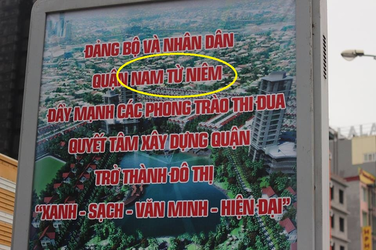 ĐẢNG BỘ VÀ NHÂN DÂN
QUẬN NAM TỪ NIÊM
ĐẨY MẠNH CÁC PHONG TRÀO THI ĐUA
QUYẾT TÂM XÂY DỰNG QUẬN
TRỞ THÀNH ĐÔ THỊ
"XANH - SẠCH - VĂN MINH - HIỆN ĐẠI"